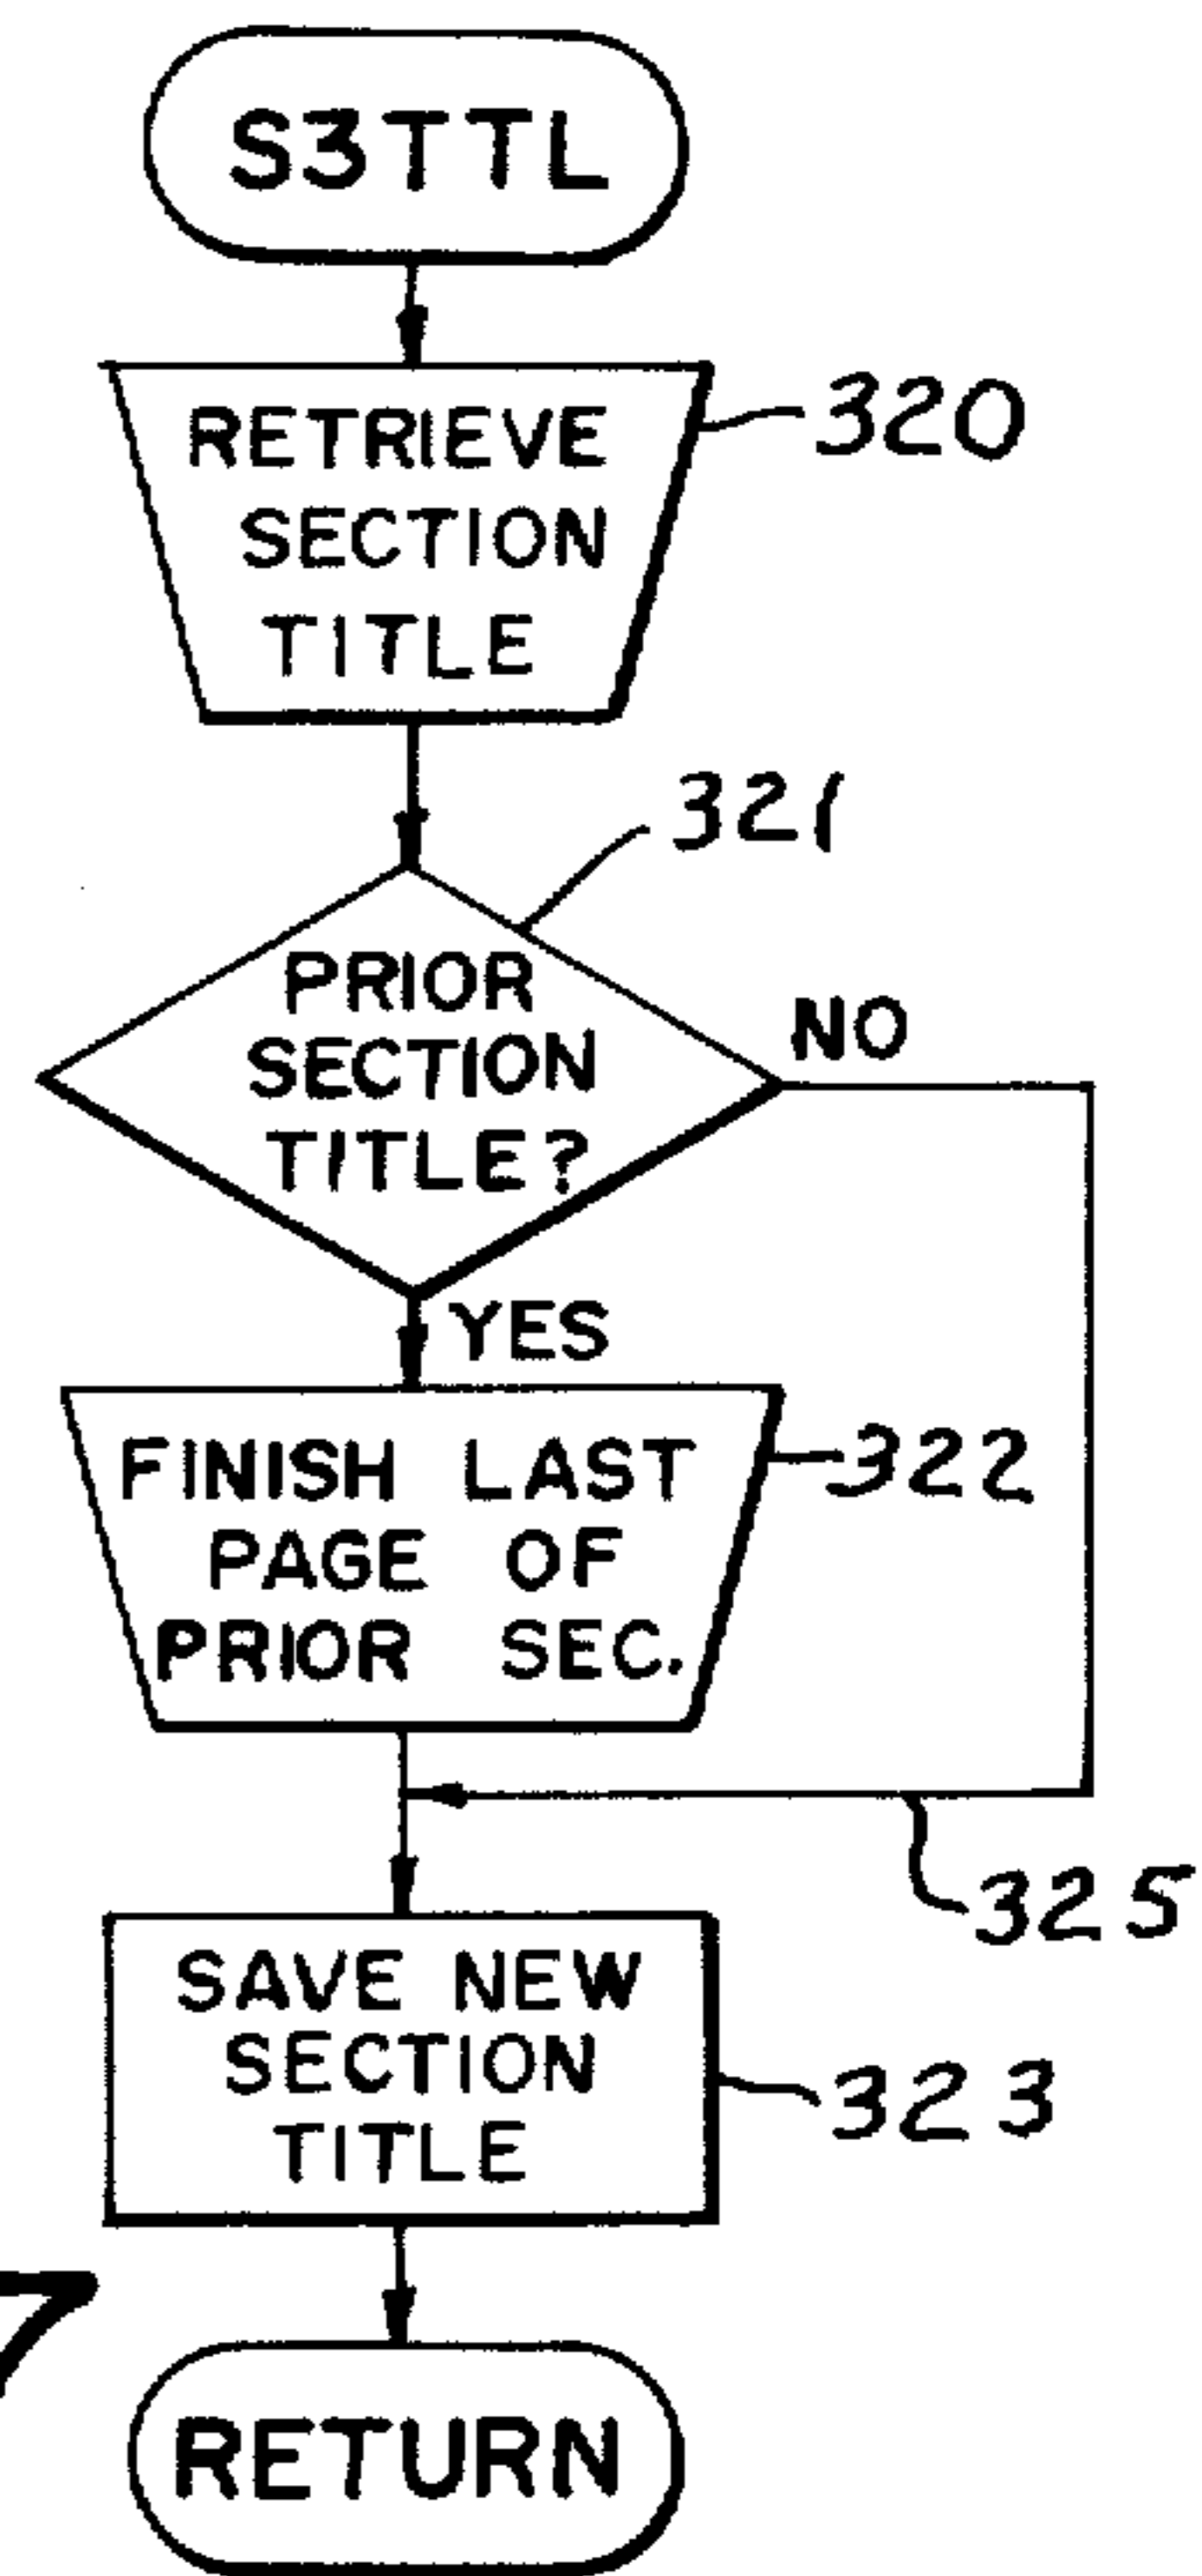 S3TTL
RETRIEVE
SECTION
TITLE
320
321
PRIOR
SECTION
TITLE?
NO
YES
FINISH LAST
PAGE OF
PRIOR SEC.
322
325
SAVE NEW
SECTION
TITLE
323
7
RETURN